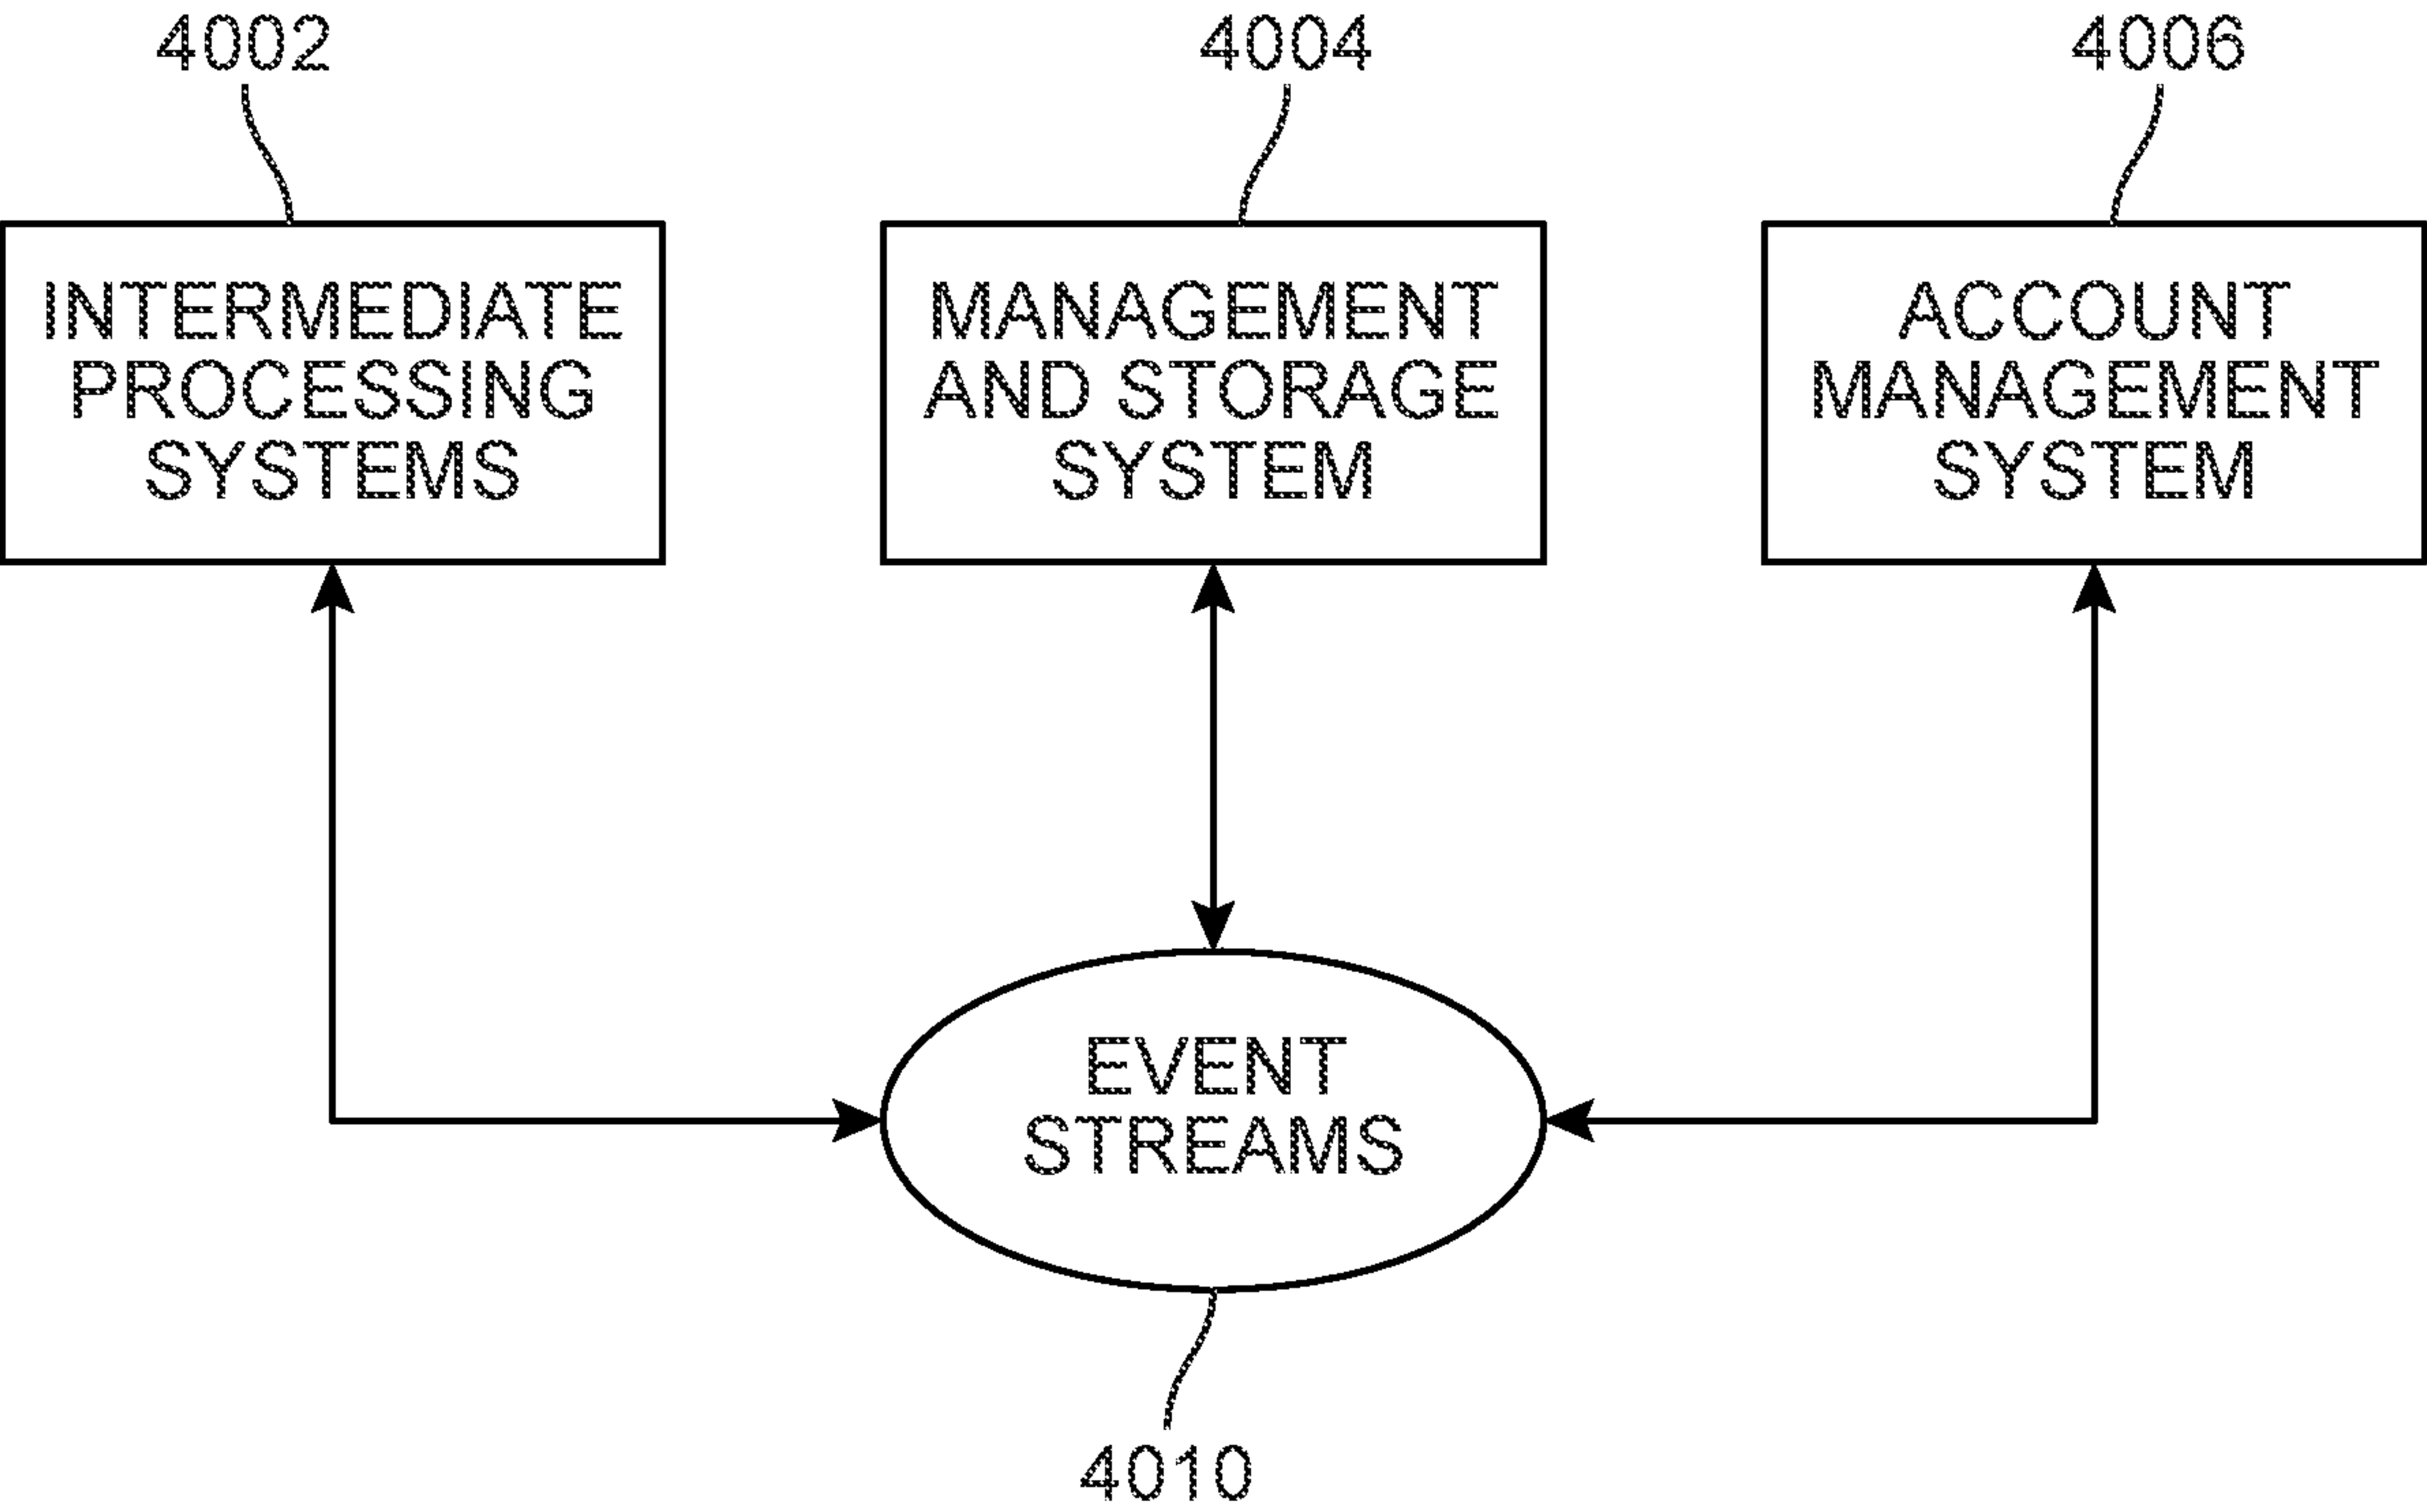 4002
4004
4006
INTERMEDIATE
PROCESSING
SYSTEMS
MANAGEMENT
AND STORAGE
SYSTEM
ACCOUNT
MANAGEMENT
SYSTEM
EVENT
STREAMS
4010